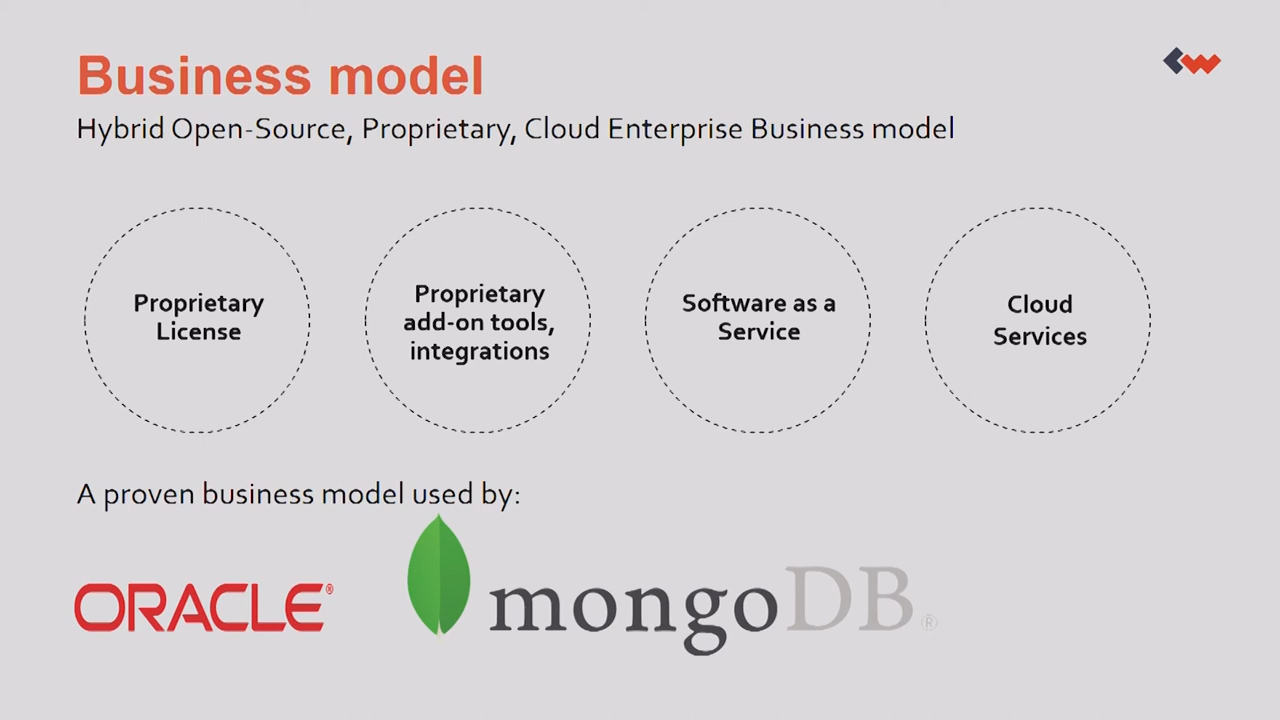 Business model
Hybrid Open-Source, Proprietary, Cloud Enterprise Business model
Proprietary
License
Proprietary
add-on tools,
integrations
Software as a
Service
Cloud
Services
A proven business model used by:
ORACLE®
mongoDB®